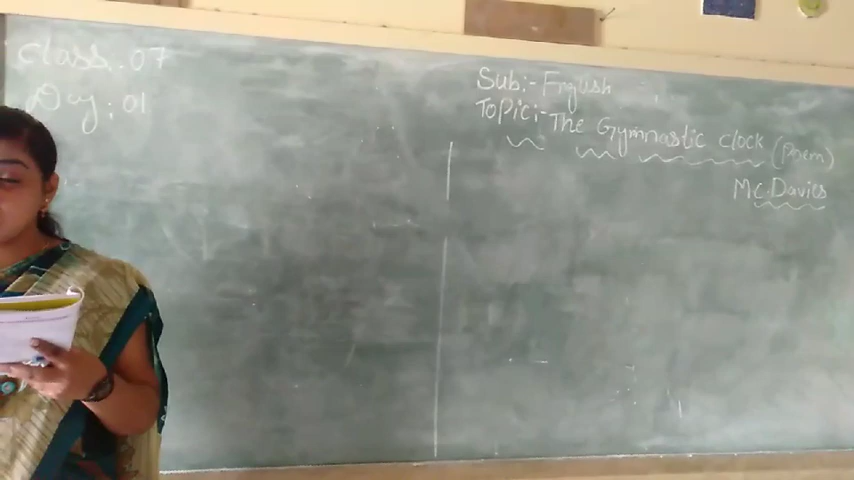 Class : 07
Day : 01
Sub:- English
Topic:- The Gymnastic clock (Poem)
Mc.Davies